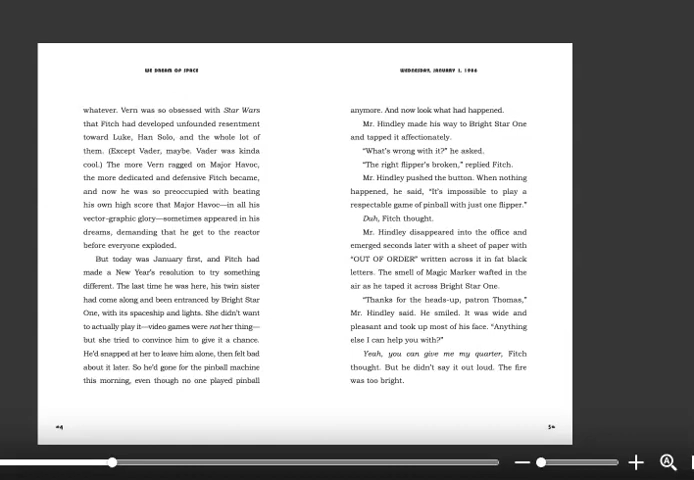 WE DREAM OF SPACE
whatever. Vern was so obsessed with Star Wars
that Fitch had developed unfounded resentment
toward Luke, Han Solo, and the whole lot of
them. (Except Vader, maybe. Vader was kinda
cool.) The more Vern ragged on Major Havoc,
the more dedicated and defensive Fitch became,
and now he was so preoccupied with beating
his own high score that Major Havoc—in all his
vector-graphic glory—sometimes appeared in his
dreams, demanding that he get to the reactor
before everyone exploded.
But today was January first, and Fitch had
made a New Year's resolution to try something
different. The last time he was here, his twin sister
had come along and been entranced by Bright Star
One, with its spaceship and lights. She didn't want
to actually play it—video games were not her thing—
but she tried to convince him to give it a chance.
He'd snapped at her to leave him alone, then felt bad
about it later. So he'd gone for the pinball machine
this morning, even though no one played pinball
WEDNESDAY, JANUARY 1, 1986
anymore. And now look what had happened.
Mr. Hindley made his way to Bright Star One
and tapped it affectionately.
"What's wrong with it?" he asked.
"The right flipper's broken," replied Fitch.
Mr. Hindley pushed the button. When nothing
happened, he said, "It's impossible to play a
respectable game of pinball with just one flipper."
Duh, Fitch thought.
Mr. Hindley disappeared into the office and
emerged seconds later with a sheet of paper with
"OUT OF ORDER" written across it in fat black
letters. The smell of Magic Marker wafted in the
air as he taped it across Bright Star One.
"Thanks for the heads-up, patron Thomas,"
Mr. Hindley said. He smiled. It was wide and
pleasant and took up most of his face. "Anything
else I can help you with?"
Yeah, you can give me my quarter, Fitch
thought. But he didn't say it out loud. The fire
was too bright.